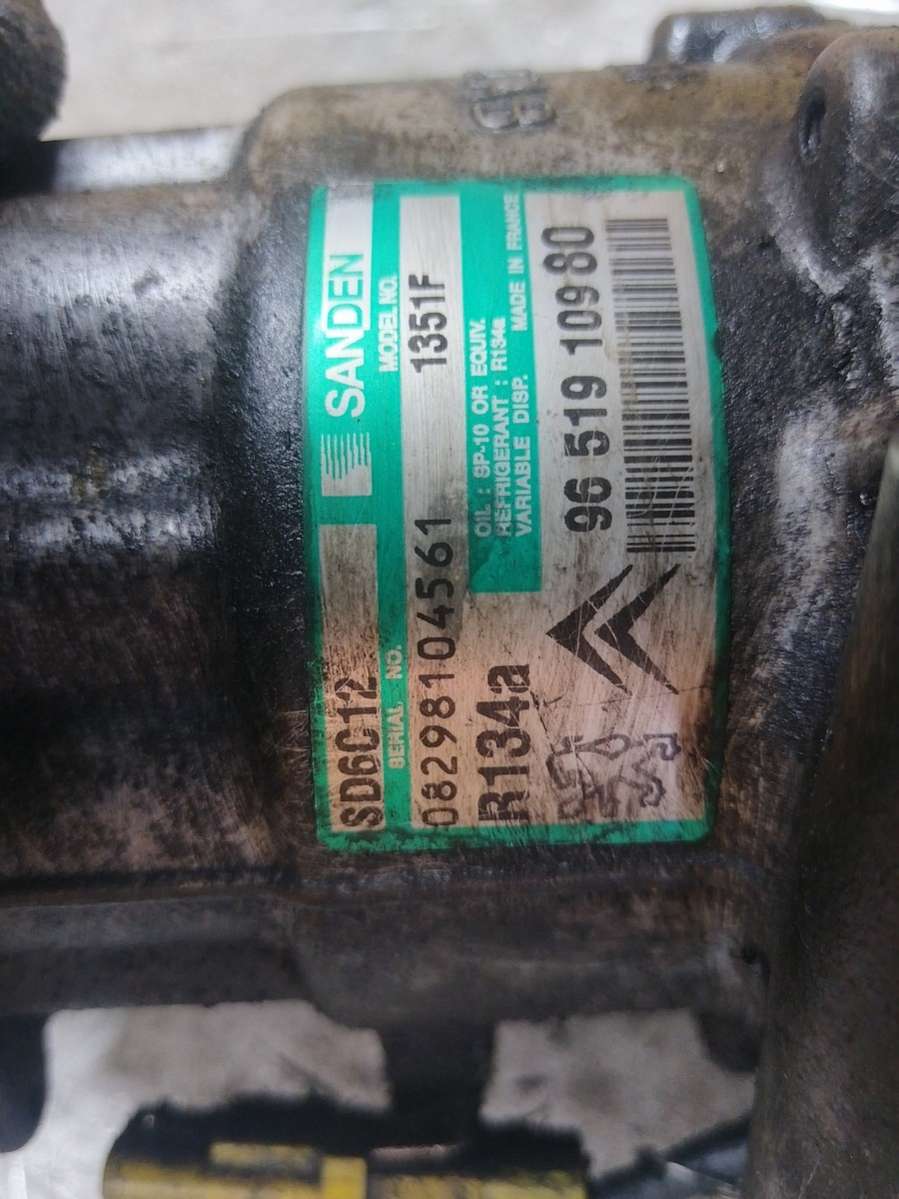 SD6C12
SANDEN
SERIAL NO.
MODEL NO.
08298104561
1351F
R134a
OIL : SP-10 OR EQUIV.
REFRIGERANT : R134a
VARIABLE DISP.
MADE IN FRANCE
96 519 109 80